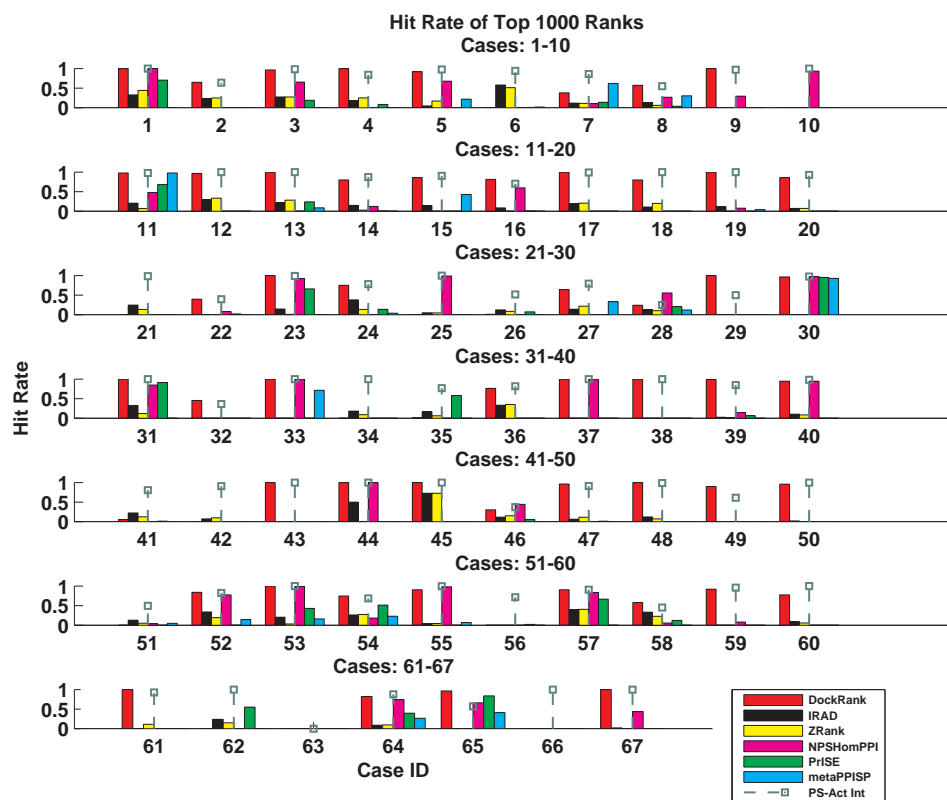 Hit Rate of Top 1000 Ranks
Cases: 1-10
1
0.5
0
1 2 3 4 5 6 7 8 9 10
Cases: 11-20
1
0.5
0
11 12 13 14 15 16 17 18 19 20
Cases: 21-30
1
0.5
0
21 22 23 24 25 26 27 28 29 30
Cases: 31-40
1
0.5
0
31 32 33 34 35 36 37 38 39 40
Hit Rate
Cases: 41-50
1
0.5
0
41 42 43 44 45 46 47 48 49 50
Cases: 51-60
1
0.5
0
51 52 53 54 55 56 57 58 59 60
Cases: 61-67
1
0.5
0
61 62 63 64 65 66 67
Case ID
DockRank
IRAD
ZRank
NPSHomPPI
PrISE
metaPPISP
PS-Act Int